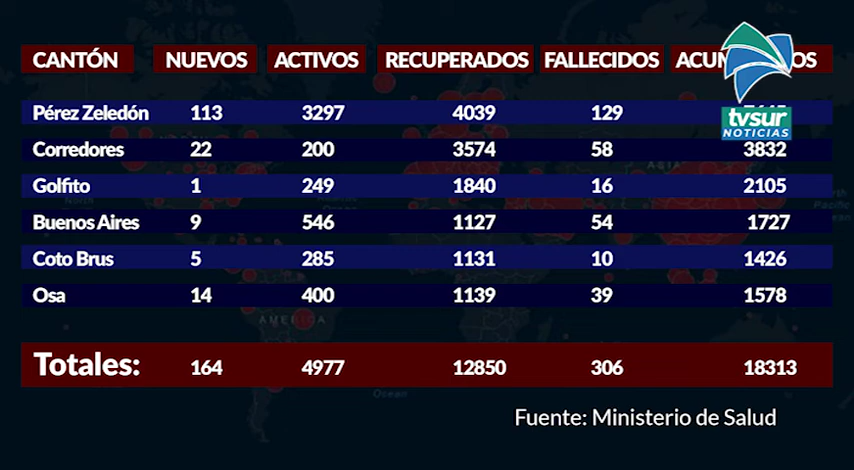 CANTÓN NUEVOS ACTIVOS RECUPERADOS FALLECIDOS
Pérez Zeledón 113 3297 4039 129
tvsur
NOTICIAS
Corredores 22 200 3574 58 3832
Golfito 1 249 1840 16 2105
Buenos Aires 9 546 1127 54 1727
Coto Brus 5 285 1131 10 1426
Osa 14 400 1139 39 1578
AMERICA
Totales: 164 4977 12850 306 18313
Ocean
Fuente: Ministerio de Salud